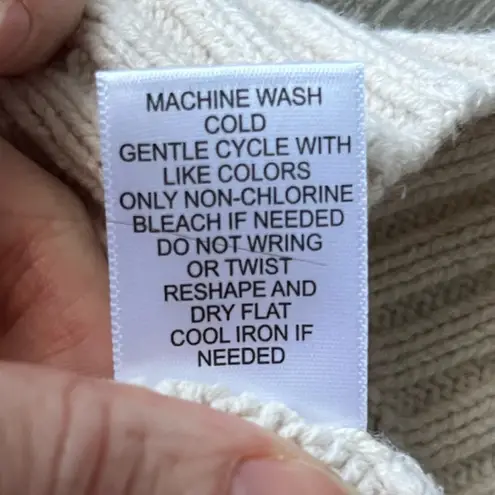 MACHINE WASH
COLD
GENTLE CYCLE WITH
LIKE COLORS
ONLY NON-CHLORINE
BLEACH IF NEEDED
DO NOT WRING
OR TWIST
RESHAPE AND
DRY FLAT
COOL IRON IF
NEEDED